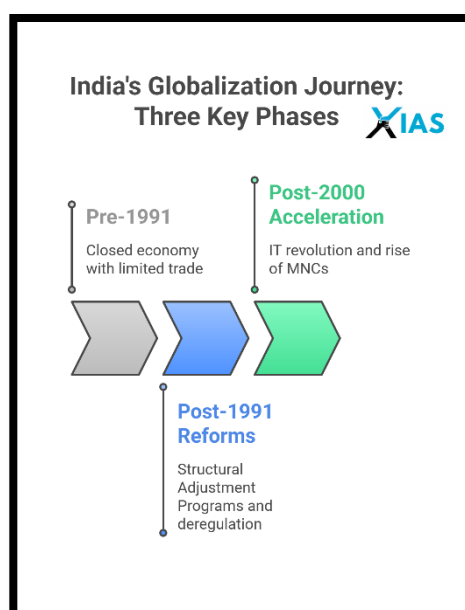 India's Globalization Journey:
Three Key Phases
XIAS
Pre-1991
Closed economy
with limited trade
Post-2000
Acceleration
IT revolution and rise
of MNCs
Post-1991
Reforms
Structural
Adjustment
Programs and
deregulation